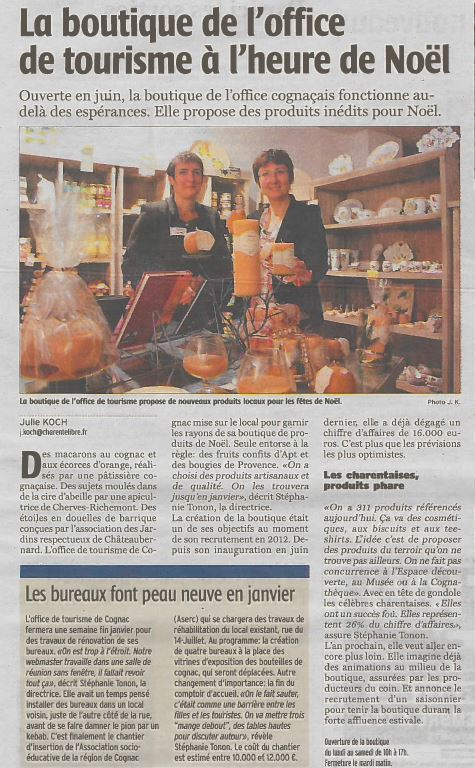 La boutique de l'office
de tourisme à l'heure de Noël
Ouverte en juin, la boutique de l'office cognaçais fonctionne au-
delà des espérances. Elle propose des produits inédits pour Noël.
La boutique de l'office de tourisme propose de nouveaux produits locaux pour les fêtes de Noël.
Photo J. K.
Julie KOCH
j.koch@charentelibre.fr
Des macarons au cognac et
aux écorces d'orange, réali-
sés par une pâtissière co-
gnaçaise. Des sujets moulés dans
de la cire d'abeille par une apicul-
trice de Cherves-Richemont. Des
étoiles en douelles de barrique
conçues par l'association des Jar-
dins respectueux de Châteauber-
nard. L'office de tourisme de Co-
gnac mise sur le local pour garnir
les rayons de sa boutique de pro-
duits de Noël. Seule entorse à la
règle: des fruits confits d'Apt et
des bougies de Provence. «On a
choisi des produits artisanaux et
de qualité. On les trouvera
jusqu'en janvier», décrit Stépha-
nie Tonon, la directrice.
La création de la boutique était
un de ses objectifs au moment
de son recrutement en 2012. De-
puis son inauguration en juin
dernier, elle a déjà dégagé un
chiffre d'affaires de 16.000
euros. C'est plus que les prévisions
les plus optimistes.
Les charentaises,
produits phare
«On a 311 produits référencés
aujourd'hui. Ça va des cosméti-
ques, aux biscuits et aux tee-
shirts. L'idée c'est de proposer
des produits du terroir qu'on ne
trouve pas ailleurs. On ne fait pas
concurrence à l'Espace décou-
verte, au Musée ou à la Cogna-
thèque». Avec en tête de gondole
les célèbres charentaises. «Elles
ont un succès fou. Elles représen-
tent 26% du chiffre d'affaires»,
assure Stéphanie Tonon.
L'an prochain, elle veut aller en-
core plus loin. Elle imagine déjà
des animations au milieu de la
boutique, assurées par les pro-
ducteurs du coin. Et annonce le
recrutement d'un saisonnier
pour tenir la boutique durant la
forte affluence estivale.
Ouverture de la boutique
du lundi au samedi de 10h à 17h.
Fermeture le mardi matin.
Les bureaux font peau neuve en janvier
L'office de tourisme de Cognac
fermera une semaine fin janvier pour
des travaux de rénovation de ses
bureaux. «On est trop à l'étroit. Notre
webmaster travaille dans une salle de
réunion sans fenêtre, il fallait revoir
tout ça», décrit Stéphanie Tonon, la
directrice. Elle avait un temps pensé
installer des bureaux dans un local
voisin, juste de l'autre côté de la rue,
avant de se faire damner le pion par un
kebab. C'est finalement le chantier
d'insertion de l'Association socio-
éducative de la région de Cognac
(Aserc) qui se chargera des travaux de
réhabilitation du local existant, rue du
14-Juillet. Au programme: la création
de quatre bureaux à la place des
vitrines d'exposition des bouteilles de
cognac, qui seront déplacées. Autre
changement d'importance: la fin du
comptoir d'accueil. «On le fait sauter,
c'était comme une barrière entre les
filles et les touristes. On va mettre trois
"mange debout", des tables hautes
pour discuter autour», révèle
Stéphanie Tonon. Le coût du chantier
est estimé entre 10.000 et 12.000 €.